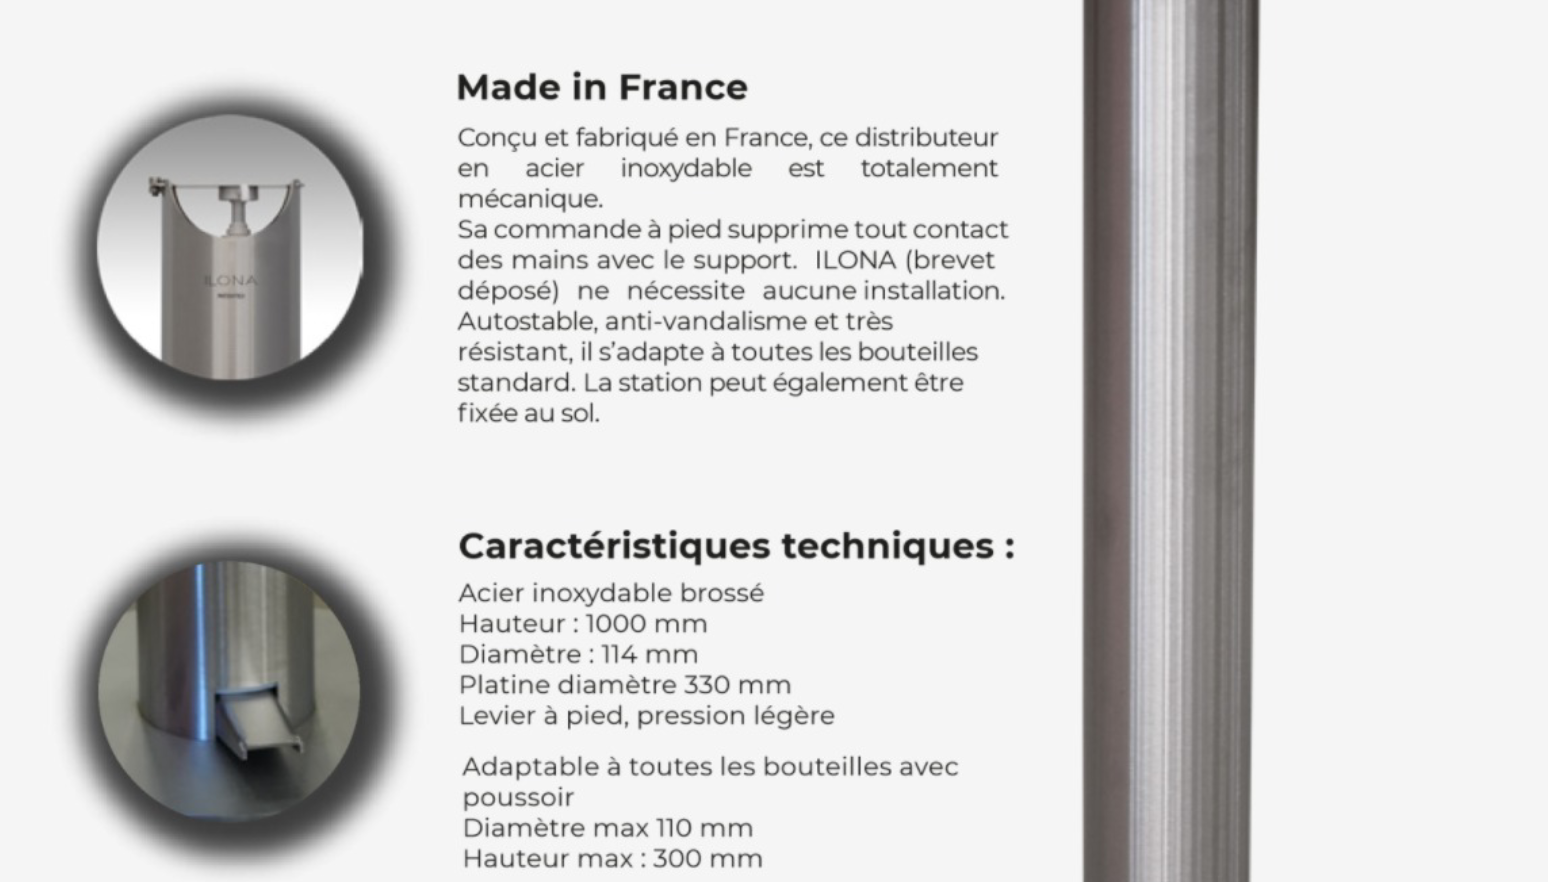 Made in France
Conçu et fabriqué en France, ce distributeur
en acier inoxydable est totalement
mécanique.
Sa commande à pied supprime tout contact
des mains avec le support. ILONA (brevet
déposé) ne nécessite aucune installation.
Autostable, anti-vandalisme et très
résistant, il s’adapte à toutes les bouteilles
standard. La station peut également être
fixée au sol.
ILONA
Caractéristiques techniques :
Acier inoxydable brossé
Hauteur : 1000 mm
Diamètre : 114 mm
Platine diamètre 330 mm
Levier à pied, pression légère
Adaptable à toutes les bouteilles avec
poussoir
Diamètre max 110 mm
Hauteur max : 300 mm